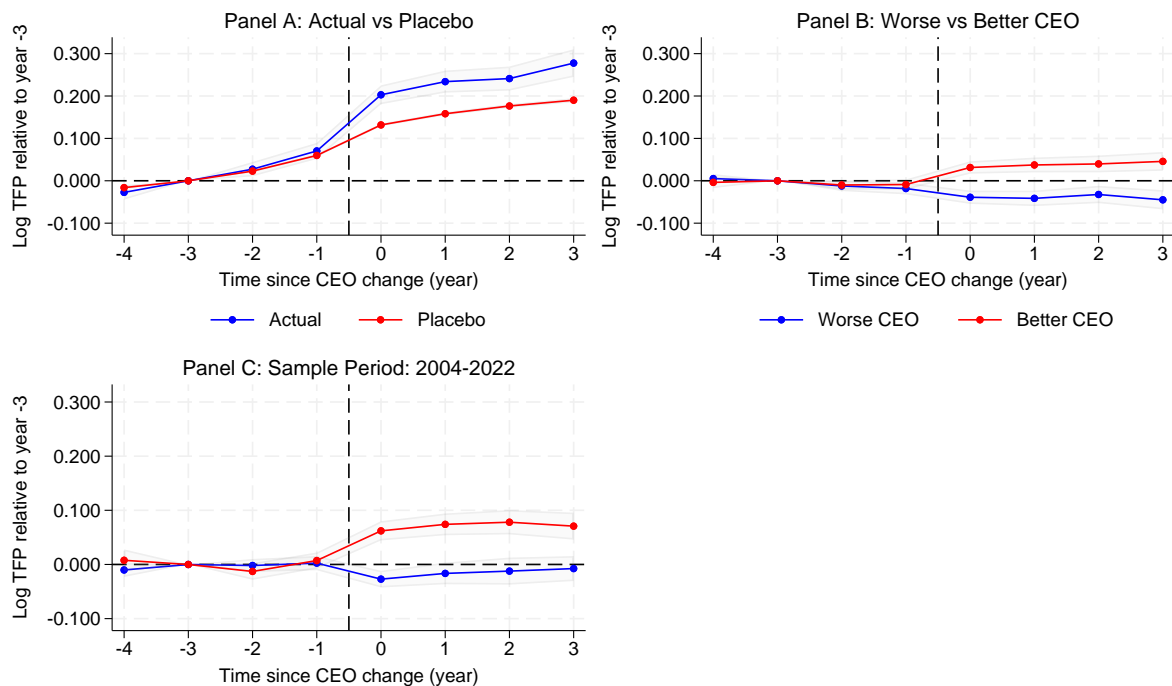 Panel A: Actual vs Placebo
Log TFP relative to year -3
0.300
0.200
0.100
0.000
-0.100
-4 -3 -2 -1 0 1 2 3
Time since CEO change (year)
Actual Placebo
Panel B: Worse vs Better CEO
Log TFP relative to year -3
0.300
0.200
0.100
0.000
-0.100
-4 -3 -2 -1 0 1 2 3
Time since CEO change (year)
Worse CEO Better CEO
Panel C: Sample Period: 2004-2022
Log TFP relative to year -3
0.300
0.200
0.100
0.000
-0.100
-4 -3 -2 -1 0 1 2 3
Time since CEO change (year)